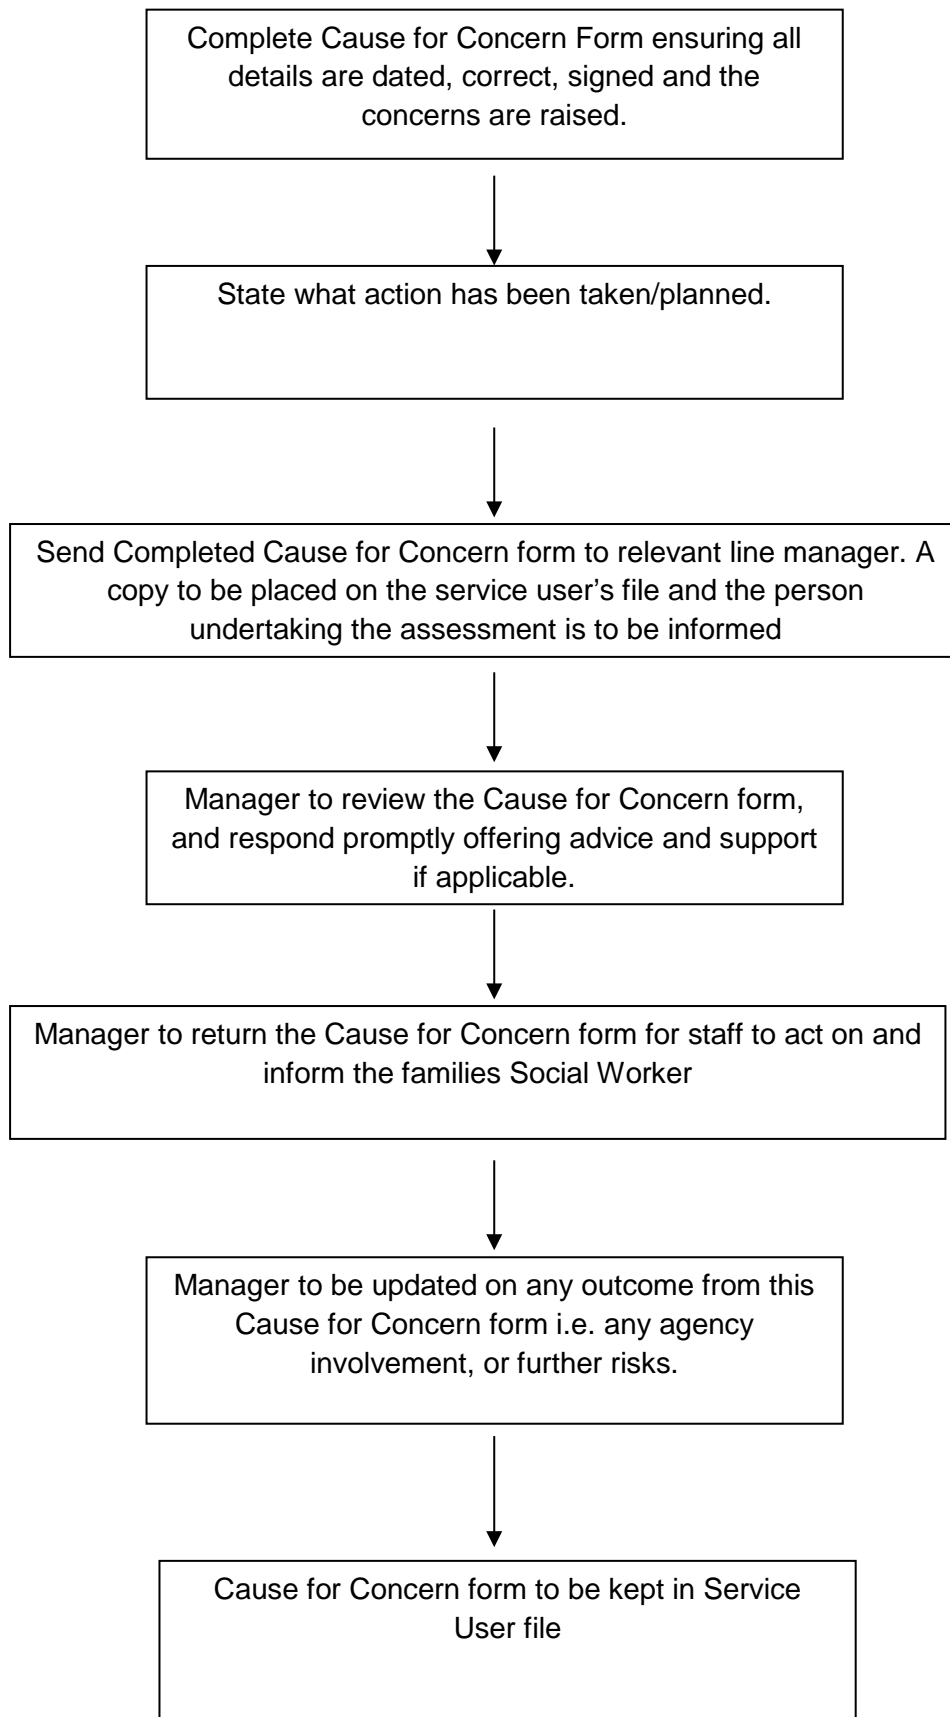 Complete Cause for Concern Form ensuring all
details are dated, correct, signed and the
concerns are raised.
State what action has been taken/planned.
Send Completed Cause for Concern form to relevant line manager. A
copy to be placed on the service user’s file and the person
undertaking the assessment is to be informed
Manager to review the Cause for Concern form,
and respond promptly offering advice and support
if applicable.
Manager to return the Cause for Concern form for staff to act on and
inform the families Social Worker
Manager to be updated on any outcome from this
Cause for Concern form i.e. any agency
involvement, or further risks.
Cause for Concern form to be kept in Service
User file